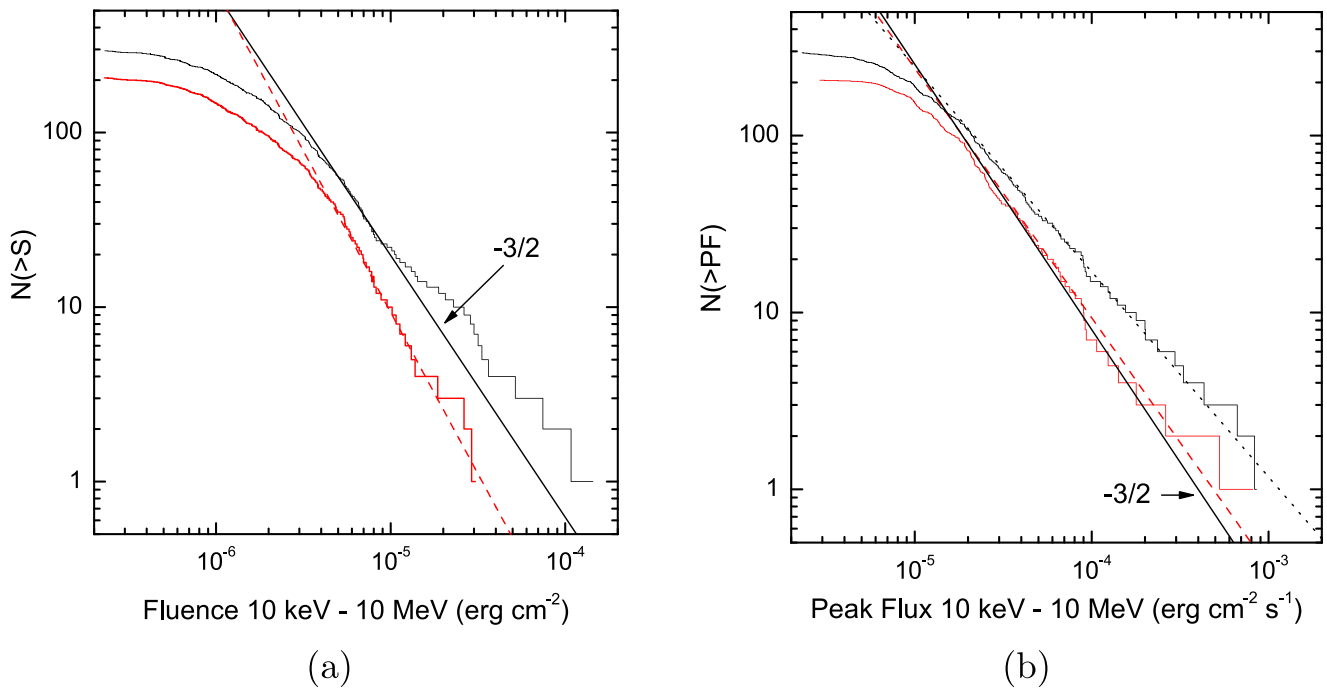 N(>S)
100
10
1
-3/2
10⁻⁶
10⁻⁵
10⁻⁴
Fluence 10 keV - 10 MeV (erg cm⁻²)
(a)
N(>PF)
100
10
1
-3/2
10⁻⁵
10⁻⁴
10⁻³
Peak Flux 10 keV - 10 MeV (erg cm⁻² s⁻¹)
(b)